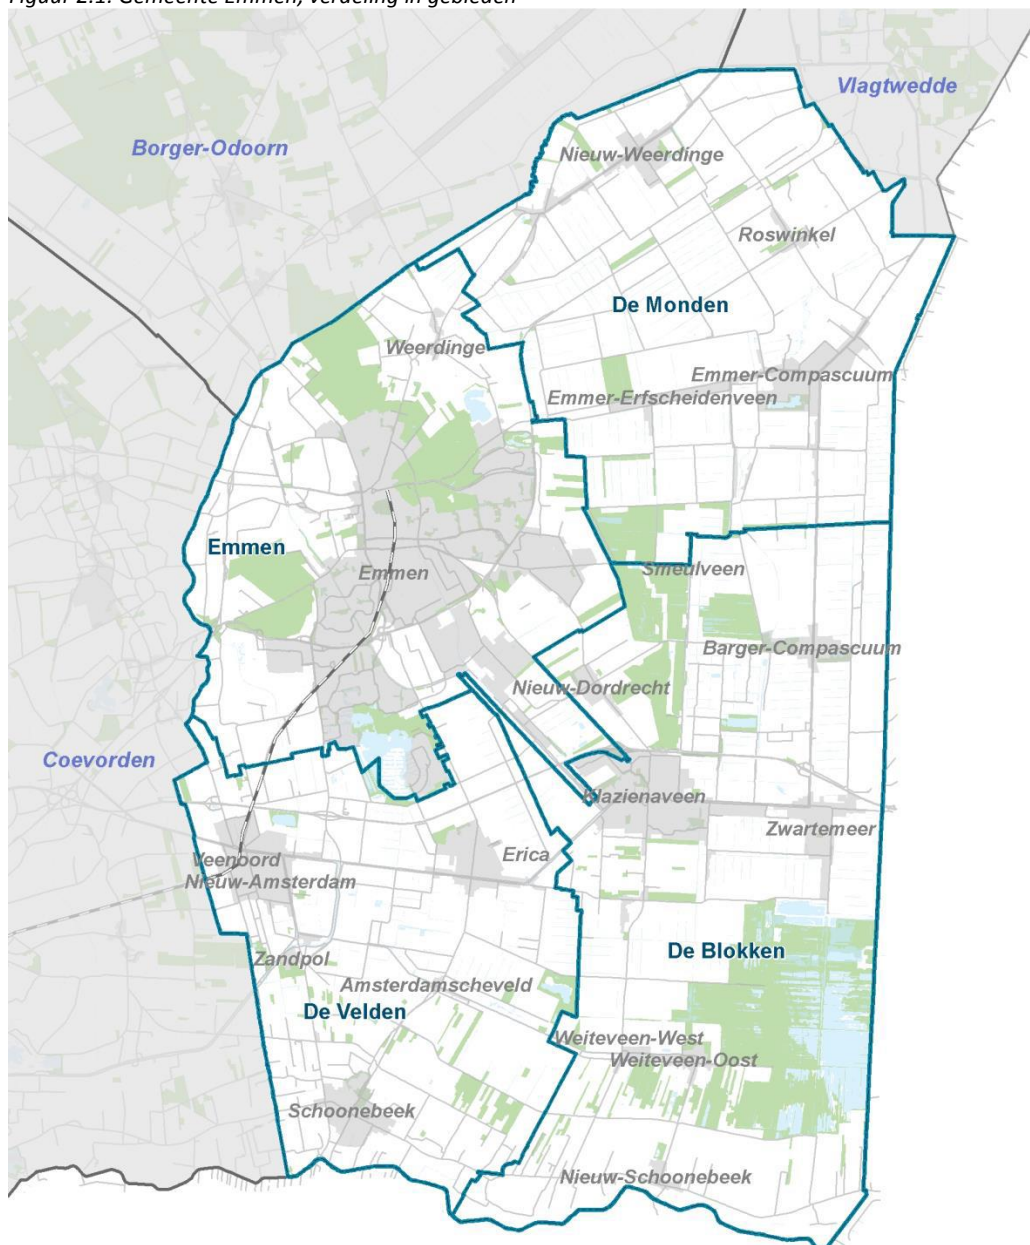 Figuur 2.1: Gemeente Emmen, verdeling in gebieden
Vlagtwedde
Borger-Odoorn
Nieuw-Weerdinge
Roswinkel
De Monden
Weerdinge
Emmer-Compascuum
Emmer-Erfscheidenveen
Emmen
Emmen
Smeulveen
Barger-Compascuum
Nieuw-Dordrecht
Coevorden
Klazienaveen
Zwartemeer
Erica
Veenoord
Nieuw-Amsterdam
De Blokken
Zandpol
Amsterdamscheveld
De Velden
Weiteveen-West
Weiteveen-Oost
Schoonebeek
Nieuw-Schoonebeek